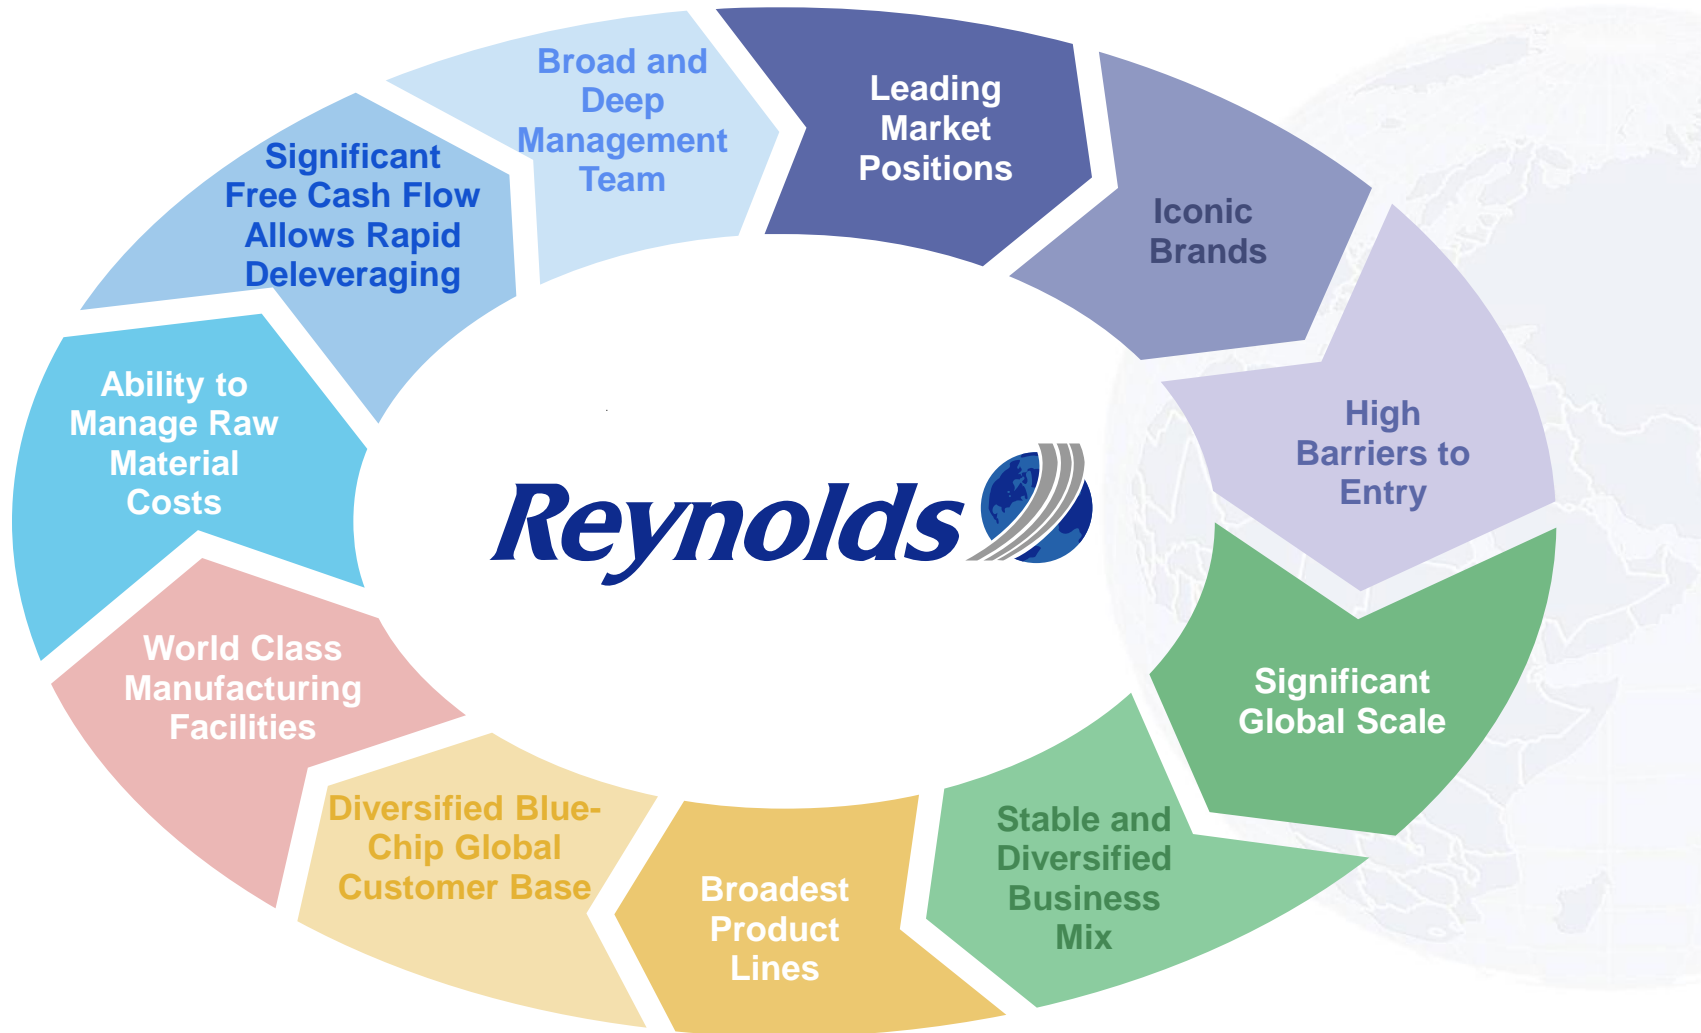 Leading
Market
Positions
Iconic
Brands
High
Barriers to
Entry
Significant
Global Scale
Stable and
Diversified
Business
Mix
Broadest
Product
Lines
Diversified Blue-
Chip Global
Customer Base
World Class
Manufacturing
Facilities
Ability to
Manage Raw
Material
Costs
Significant
Free Cash Flow
Allows Rapid
Deleveraging
Broad and
Deep
Management
Team
Reynolds